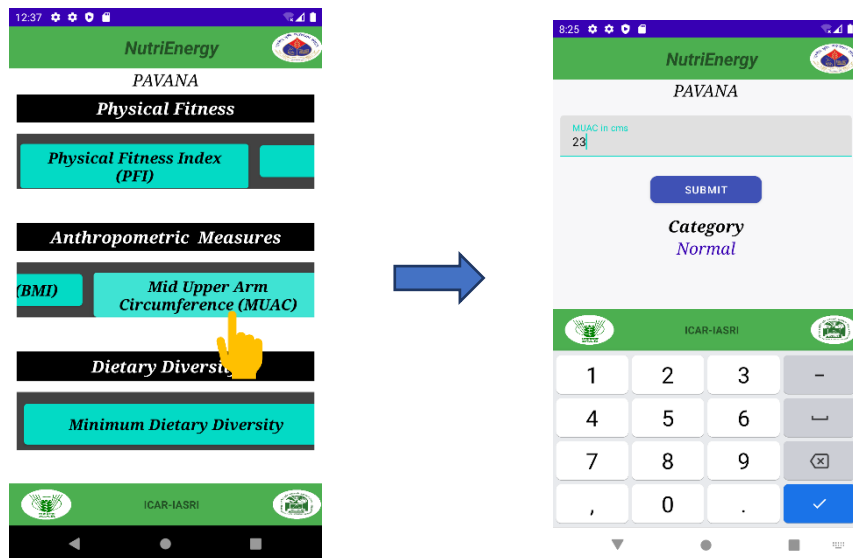 12:37
NutriEnergy
PAVANA
Physical Fitness
Physical Fitness Index
(PFI)
Anthropometric Measures
(BMI)
Mid Upper Arm
Circumference (MUAC)
Dietary Diversi
Minimum Dietary Diversity
ICAR-IASRI
8:25
NutriEnergy
PAVANA
MUAC in cms
23
SUBMIT
Category
Normal
ICAR-IASRI
1 2 3 -
4 5 6
7 8 9
, 0 .